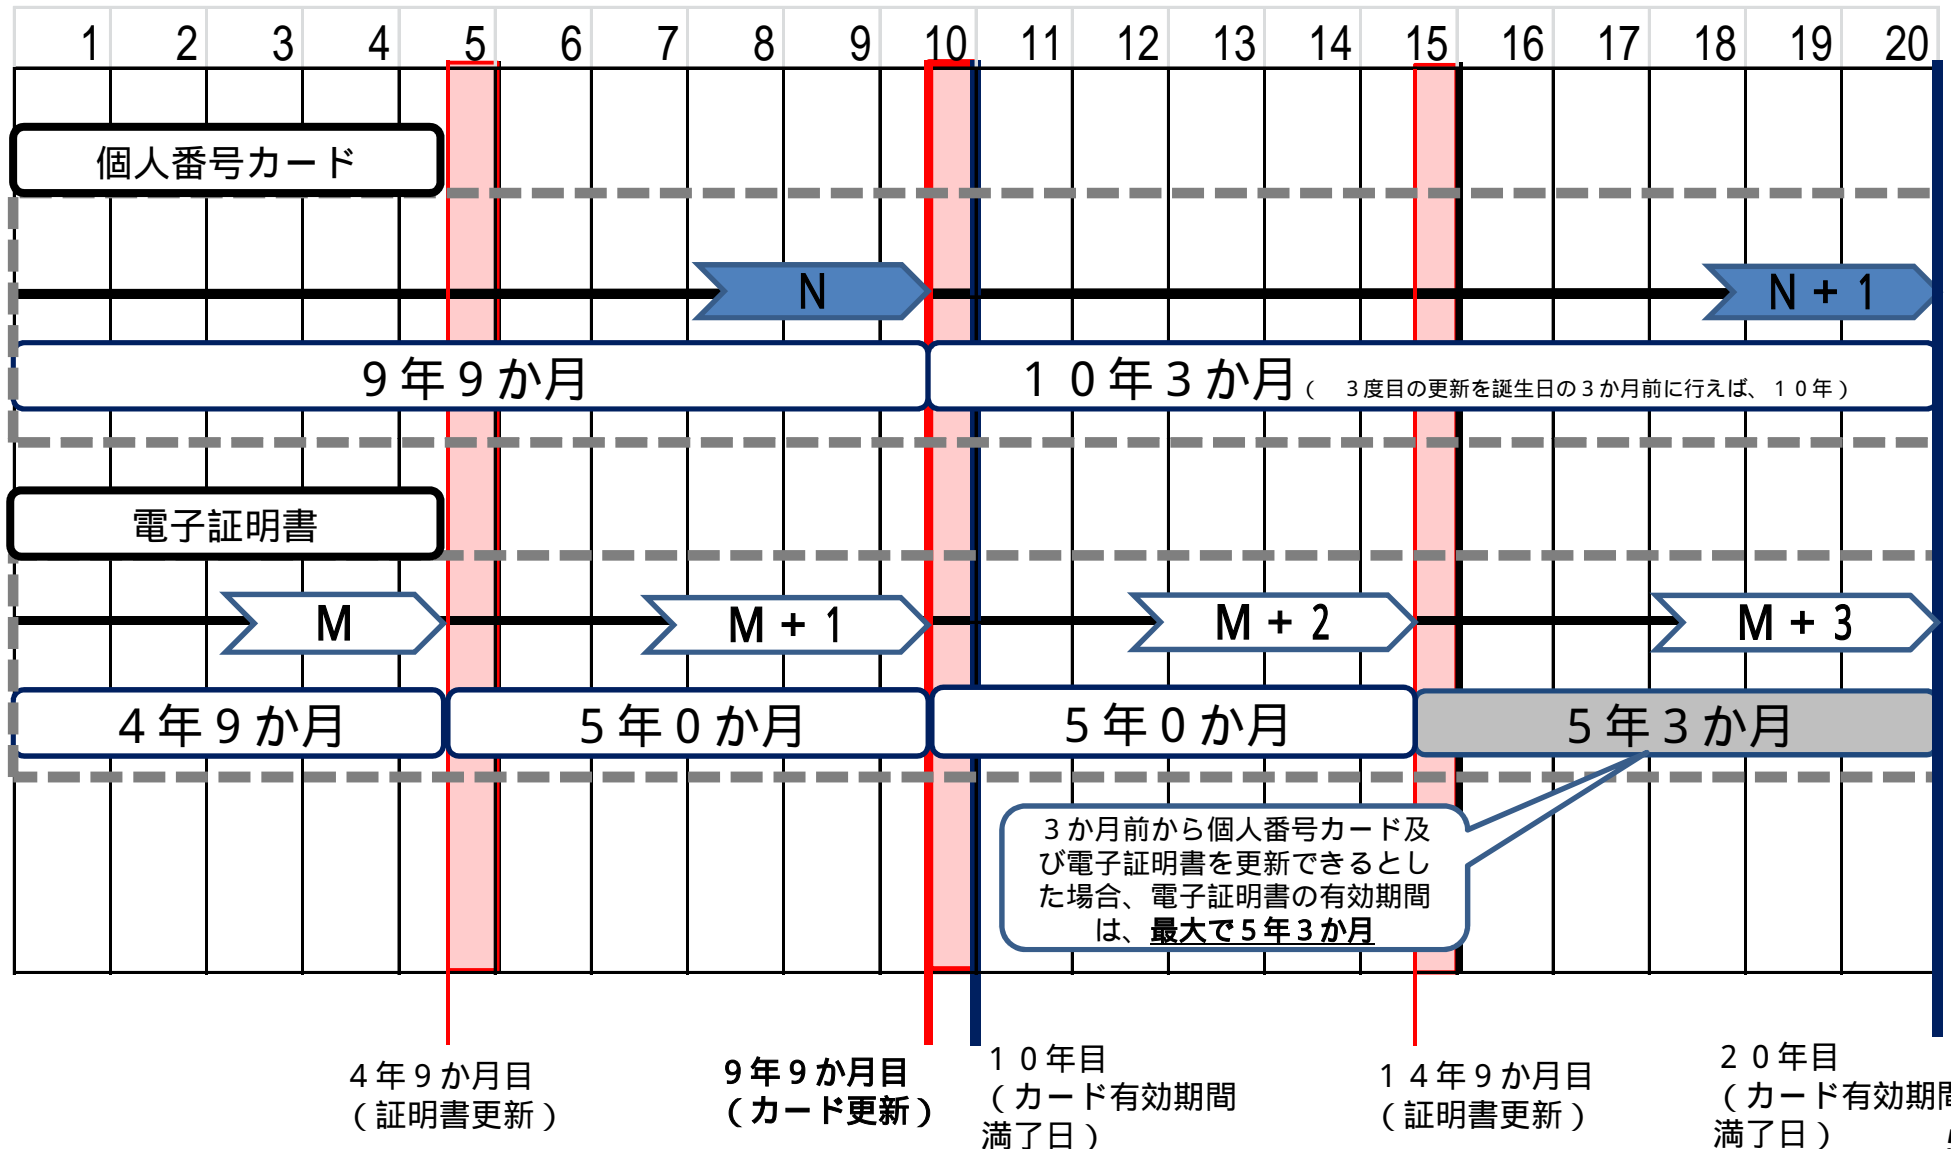 1 2 3 4 5 6 7 8 9 10 11 12 13 14 15 16 17 18 19 20
個人番号カード
N
N + 1
9年9か月
10年3か月（ 3度目の更新を誕生日の3か月前に行えば、10年）
電子証明書
M
M + 1
M + 2
M + 3
4年9か月
5年0か月
5年0か月
5年3か月
3か月前から個人番号カード及
び電子証明書を更新できるとし
た場合、電子証明書の有効期間
は、最大で5年3か月
4年9か月目
（証明書更新）
9年9か月目
（カード更新）
10年目
（カード有効期間
満了日）
14年9か月目
（証明書更新）
20年目
（カード有効期間
満了日）